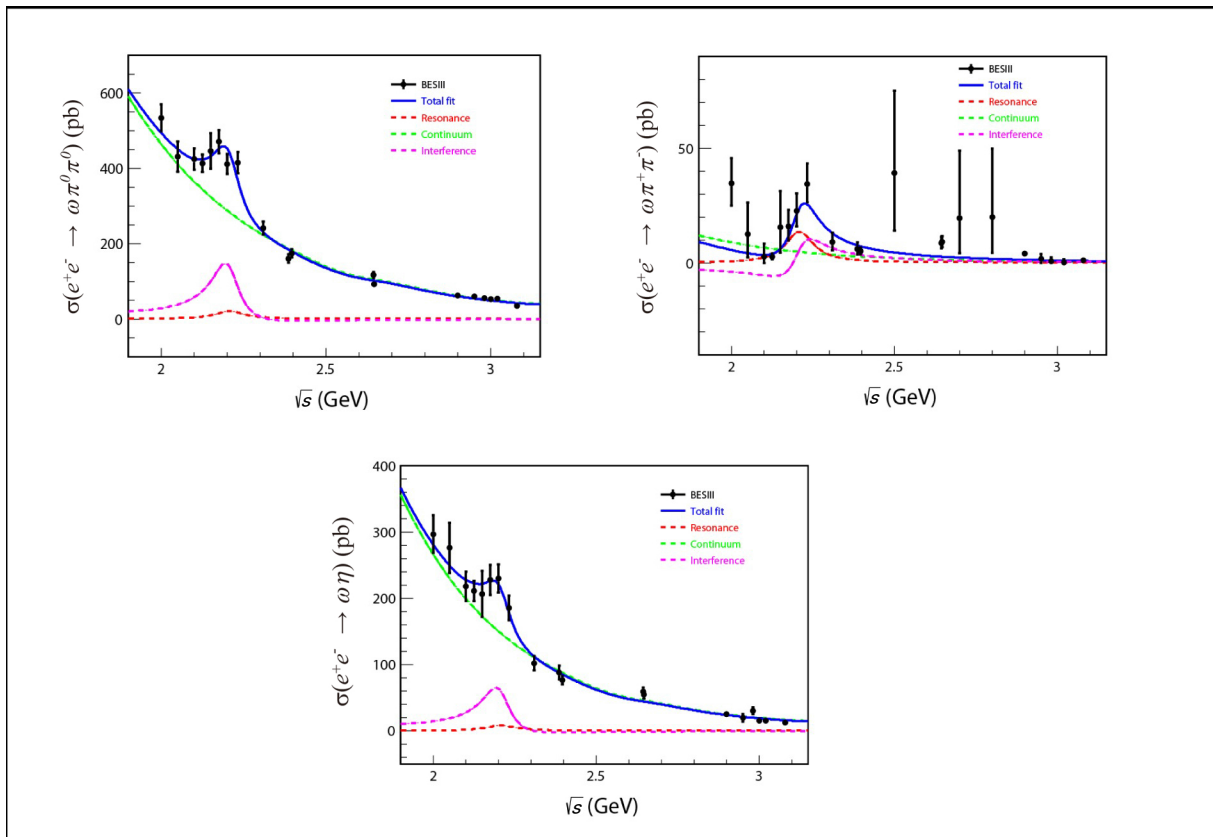 σ(e⁺e⁻ → ωπ⁰π⁰) (pb)
600
400
200
0
BESIII
Total fit
Resonance
Continuum
Interference
2
2.5
3
√s (GeV)
σ(e⁺e⁻ → ωπ⁺π⁻) (pb)
50
0
BESIII
Total fit
Resonance
Continuum
Interference
2
2.5
3
√s (GeV)
σ(e⁺e⁻ → ωη) (pb)
400
300
200
100
0
BESIII
Total fit
Resonance
Continuum
Interference
2
2.5
3
√s (GeV)